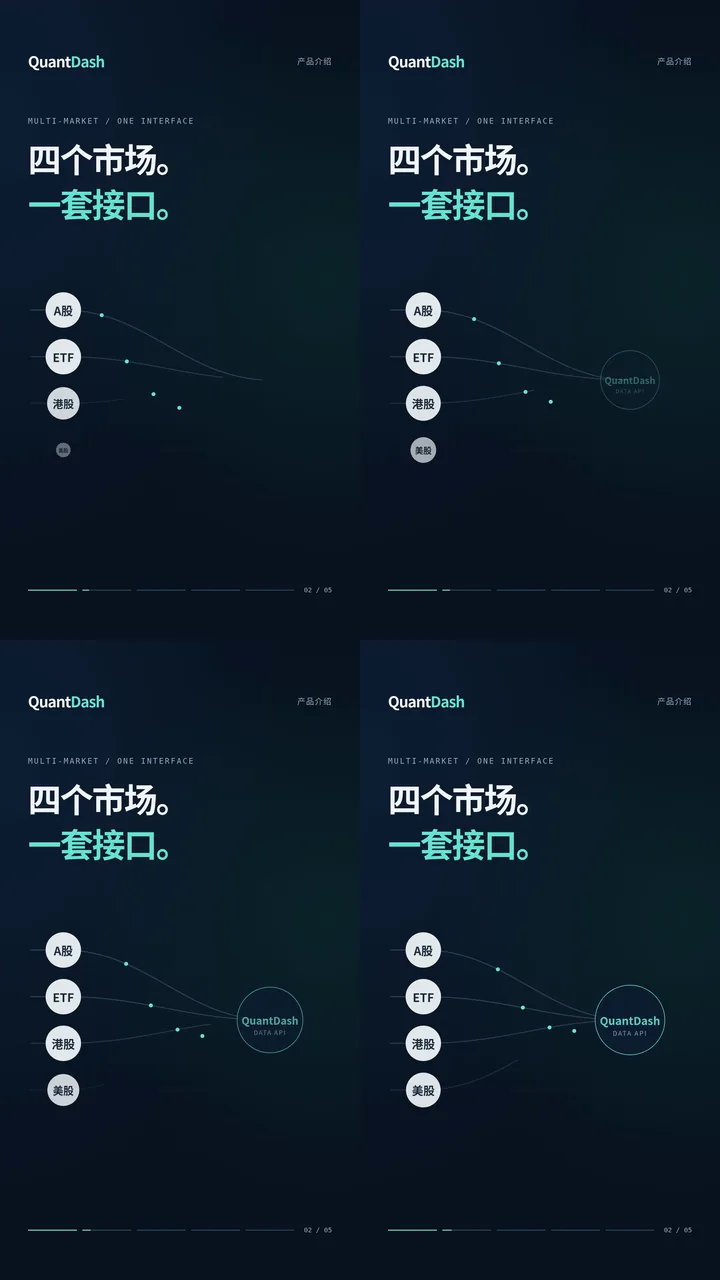 QuantDash
产品介绍
MULTI-MARKET / ONE INTERFACE
四个市场。
一套接口。
A股
ETF
港股
美股
02 / 05
QuantDash
产品介绍
MULTI-MARKET / ONE INTERFACE
四个市场。
一套接口。
A股
ETF
港股
美股
QuantDash
DATA API
02 / 05
QuantDash
产品介绍
MULTI-MARKET / ONE INTERFACE
四个市场。
一套接口。
A股
ETF
港股
美股
QuantDash
DATA API
02 / 05
QuantDash
产品介绍
MULTI-MARKET / ONE INTERFACE
四个市场。
一套接口。
A股
ETF
港股
美股
QuantDash
DATA API
02 / 05